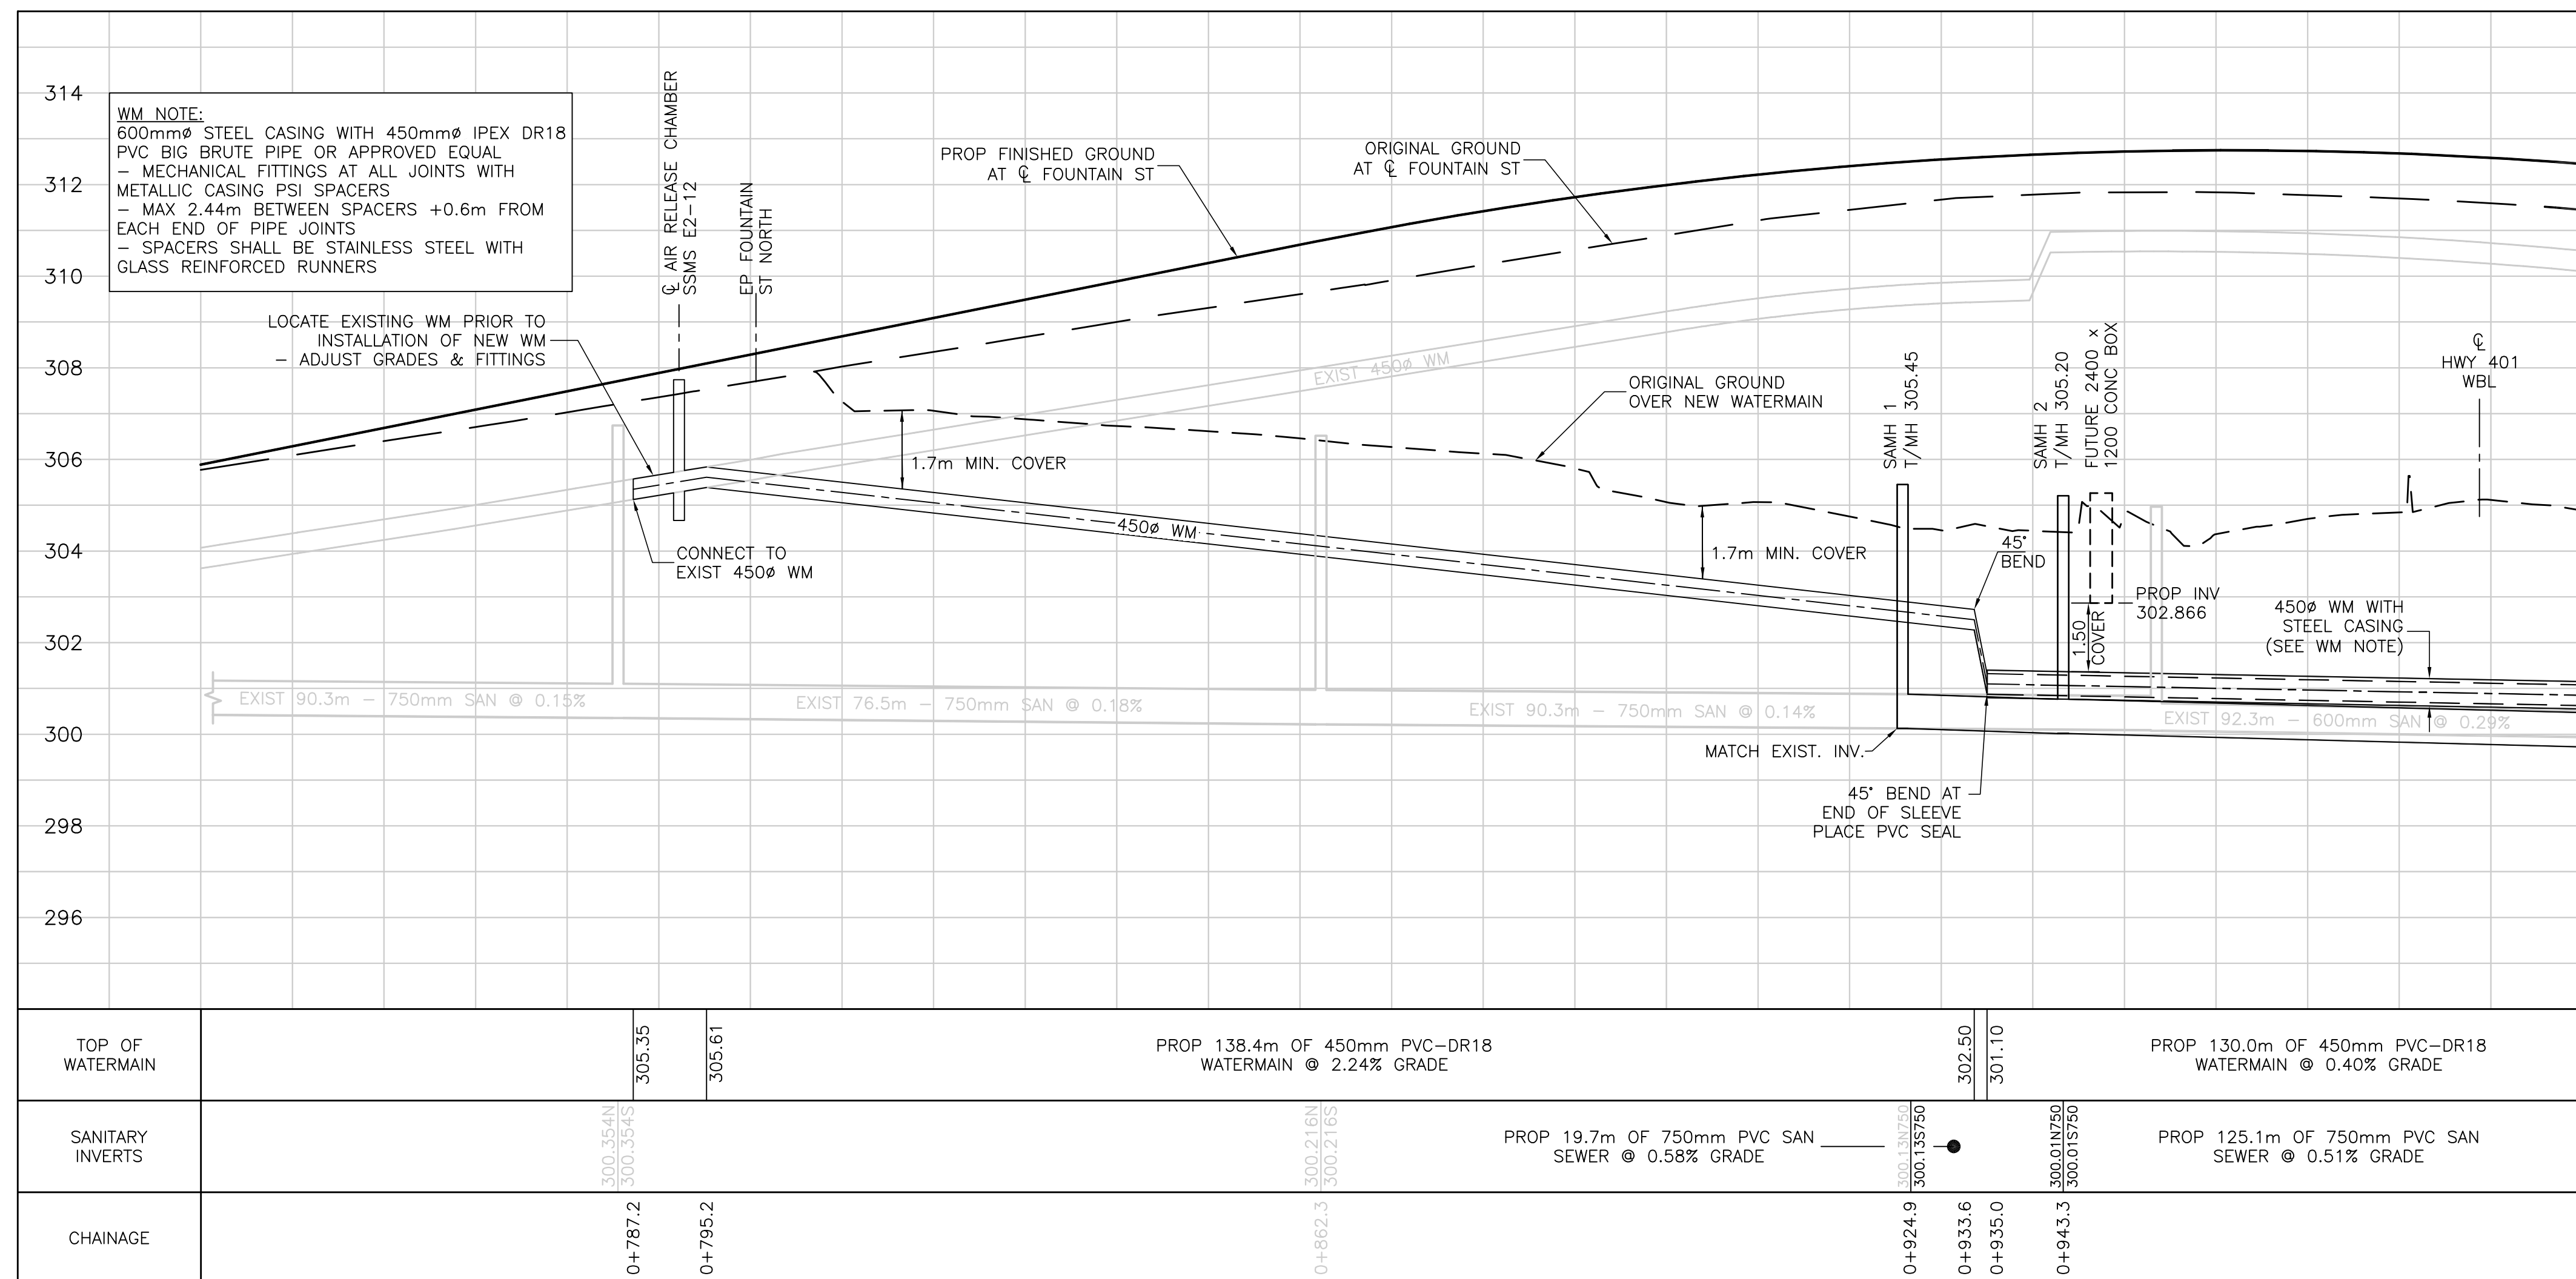 314
312
310
308
306
304
302
300
298
296
WM NOTE:
600mmø STEEL CASING WITH 450mmø IPEX DR18
PVC BIG BRUTE PIPE OR APPROVED EQUAL
– MECHANICAL FITTINGS AT ALL JOINTS WITH
METALLIC CASING PSI SPACERS
– MAX 2.44m BETWEEN SPACERS +0.6m FROM
EACH END OF PIPE JOINTS
– SPACERS SHALL BE STAINLESS STEEL WITH
GLASS REINFORCED RUNNERS
℄ AIR RELEASE CHAMBER
SSMS E2–12
EP FOUNTAIN
ST NORTH
PROP FINISHED GROUND
AT ℄ FOUNTAIN ST
ORIGINAL GROUND
AT ℄ FOUNTAIN ST
LOCATE EXISTING WM PRIOR TO
INSTALLATION OF NEW WM
– ADJUST GRADES & FITTINGS
EXIST 450ø WM
ORIGINAL GROUND
OVER NEW WATERMAIN
SAMH 1
T/MH 305.45
SAMH 2
T/MH 305.20
FUTURE 2400 x
1200 CONC BOX
℄
HWY 401
WBL
1.7m MIN. COVER
450ø WM
CONNECT TO
EXIST 450ø WM
1.7m MIN. COVER
45°
BEND
PROP INV
302.866
1.50
COVER
450ø WM WITH
STEEL CASING
(SEE WM NOTE)
EXIST 90.3m – 750mm SAN @ 0.15%
EXIST 76.5m – 750mm SAN @ 0.18%
EXIST 90.3m – 750mm SAN @ 0.14%
EXIST 92.3m – 600mm SAN @ 0.29%
MATCH EXIST. INV.
45° BEND AT
END OF SLEEVE
PLACE PVC SEAL
TOP OF
WATERMAIN
305.35
305.61
PROP 138.4m OF 450mm PVC–DR18
WATERMAIN @ 2.24% GRADE
302.50
301.10
PROP 130.0m OF 450mm PVC–DR18
WATERMAIN @ 0.40% GRADE
SANITARY
INVERTS
300.354N
300.354S
300.216N
300.216S
PROP 19.7m OF 750mm PVC SAN
SEWER @ 0.58% GRADE
300.13N750
300.13S750
300.01N750
300.01S750
PROP 125.1m OF 750mm PVC SAN
SEWER @ 0.51% GRADE
CHAINAGE
0+787.2
0+795.2
0+862.3
0+924.9
0+933.6
0+935.0
0+943.3